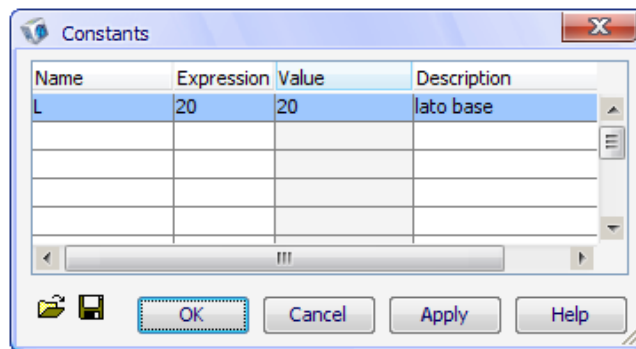 Constants
Name Expression Value Description
L 20 20 lato base
OK Cancel Apply Help